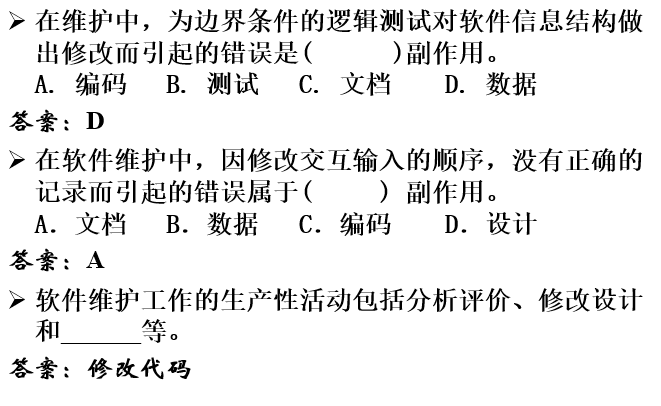 ➤ 在维护中，为边界条件的逻辑测试对软件信息结构做
出修改而引起的错误是(　　　)副作用。
A. 编码　B. 测试　C. 文档　D. 数据
答案：D
➤ 在软件维护中，因修改交互输入的顺序，没有正确的
记录而引起的错误属于(　　　) 副作用。
A. 文档　B. 数据　C. 编码　D. 设计
答案：A
➤ 软件维护工作的生产性活动包括分析评价、修改设计
和______等。
答案：修改代码